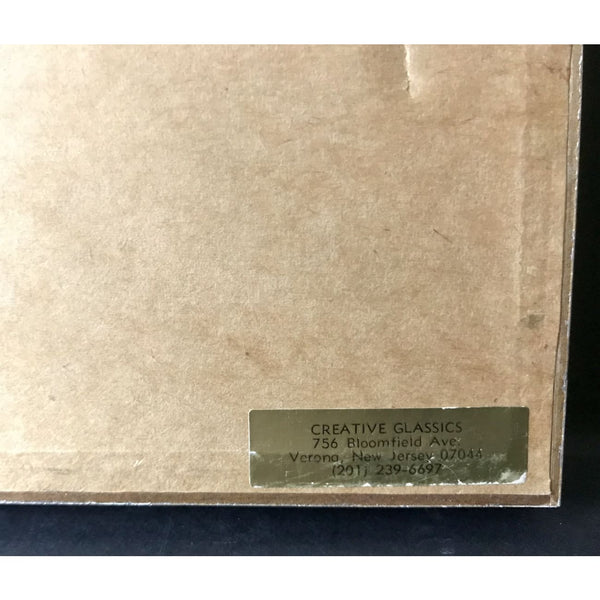 CREATIVE GLASSICS
756 Bloomfield Ave.
Verona, New Jersey 07044
(201) 239-6697